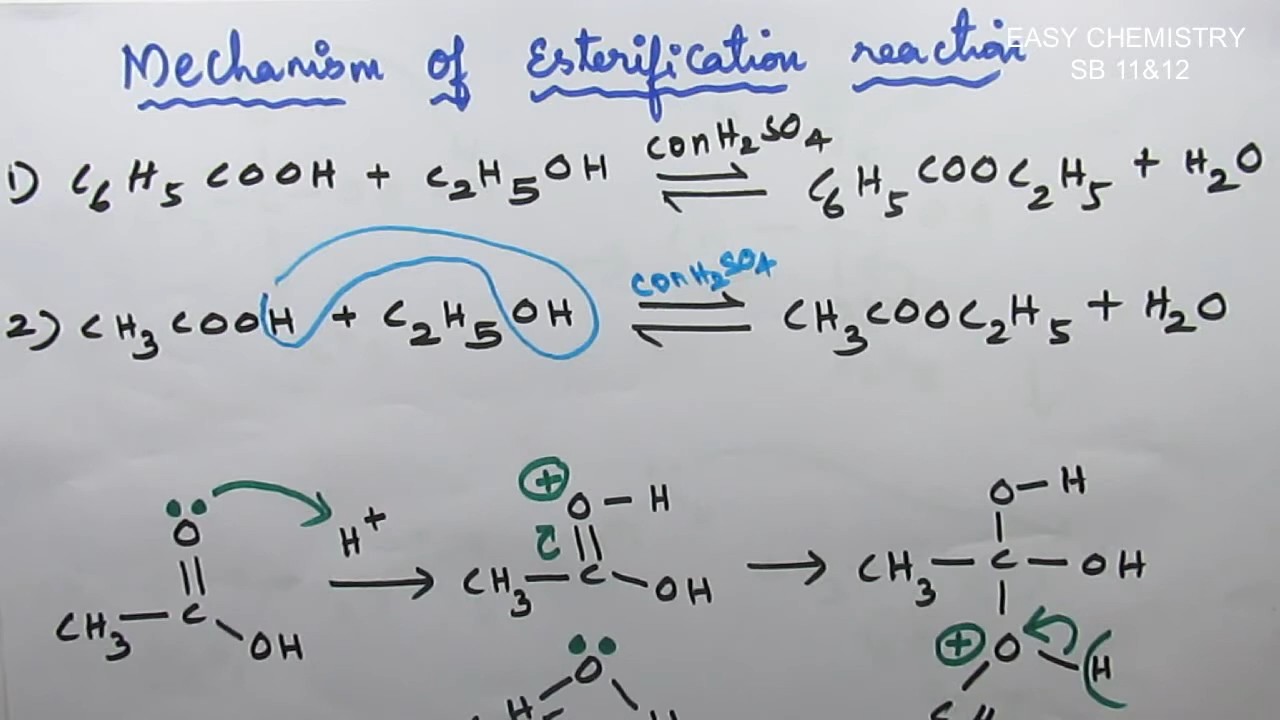 Mechanism of Esterification reaction
EASY CHEMISTRY
SB 11&12
1) C6H5COOH + C2H5OH ⇌ conH2SO4 C6H5COOC2H5 + H2O
2) CH3COOH + C2H5OH ⇌ conH2SO4 CH3COOC2H5 + H2O
O
H+
CH3 — C
OH
+
O — H
CH3 — C
OH
O
H
O — H
CH3 — C — OH
+
O
H